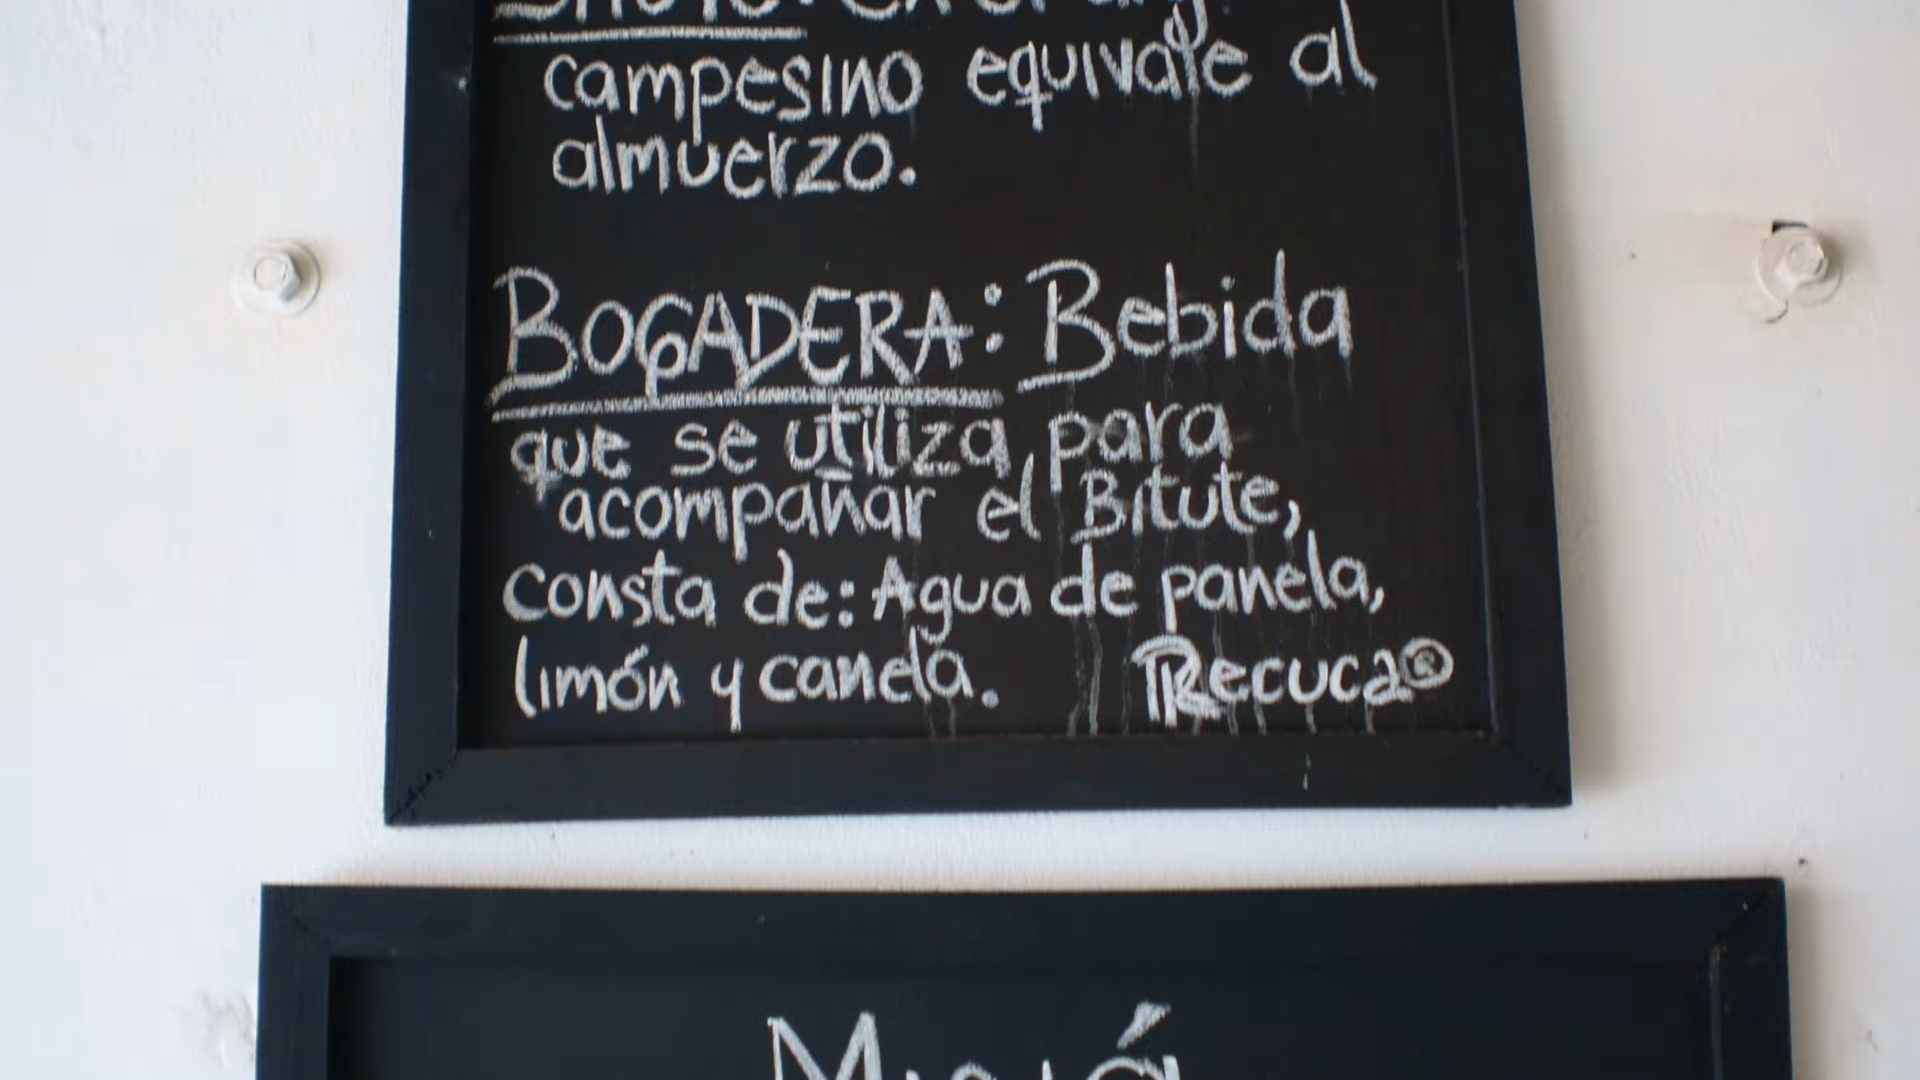 campesino equivale al
almuerzo.
BOGADERA: Bebida
que se utiliza para
acompañar el Bitute,
consta de: Agua de panela,
limón y canela. Recuca®